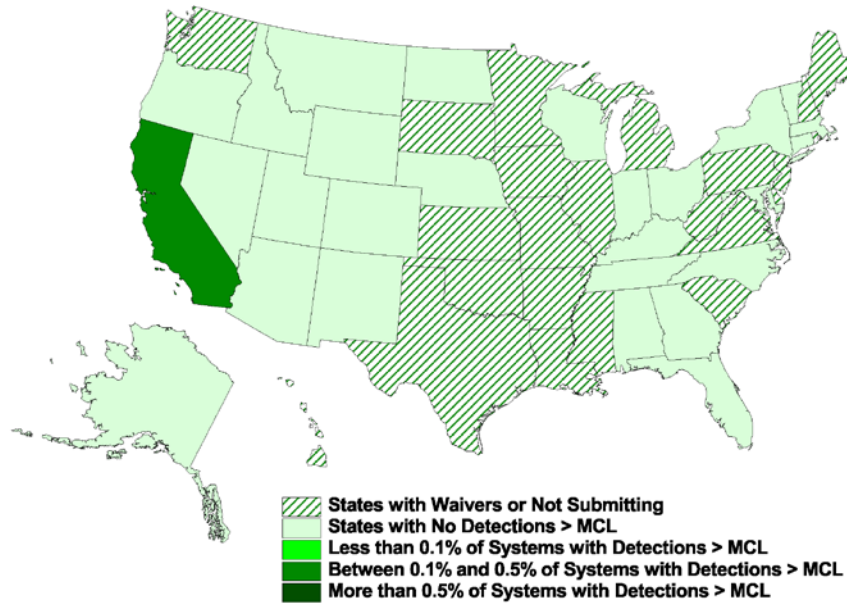 States with Waivers or Not Submitting
States with No Detections > MCL
Less than 0.1% of Systems with Detections > MCL
Between 0.1% and 0.5% of Systems with Detections > MCL
More than 0.5% of Systems with Detections > MCL